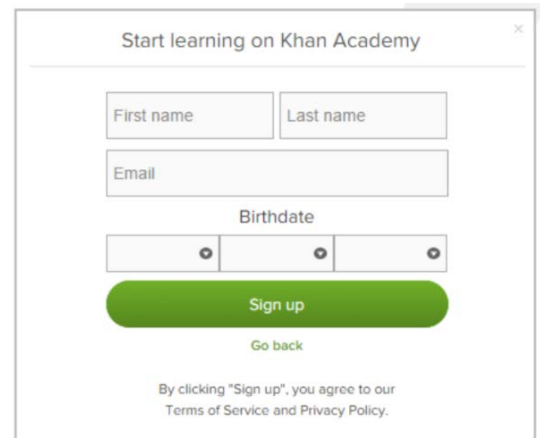 Start learning on Khan Academy
×
First name Last name
Email
Birthdate
Sign up
Go back
By clicking "Sign up", you agree to our
Terms of Service and Privacy Policy.